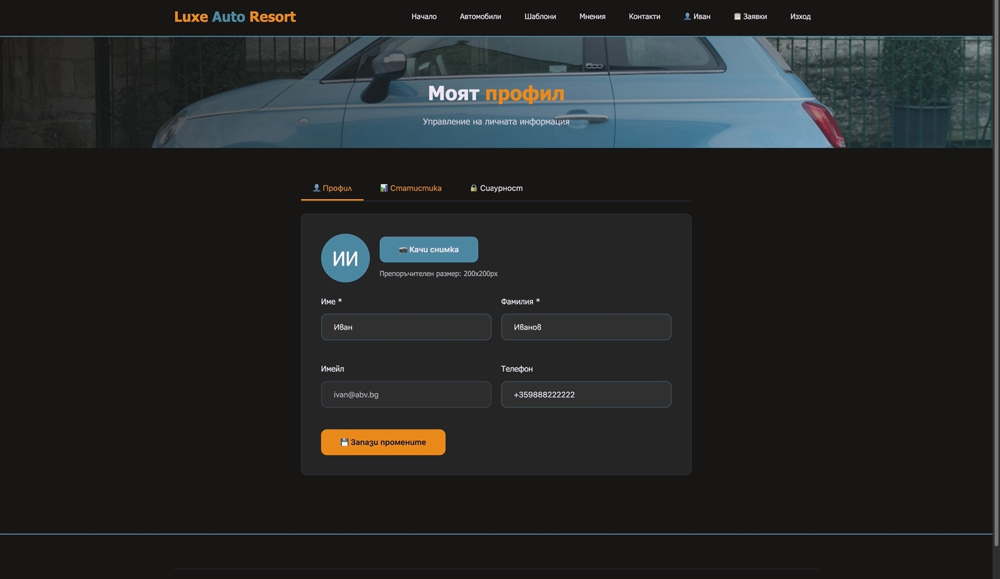 Luxe Auto Resort
Начало Автомобили Шаблони Мнения Контакти Иван Заявки Изход
500
Моят профил
Управление на личната информация
Профил Статистика Сигурност
ИИ
Качи снимка
Препоръчителен размер: 200x200px
Име * Фамилия *
Иван Иванов
Имейл Телефон
ivan@abv.bg +359888222222
Запази промените